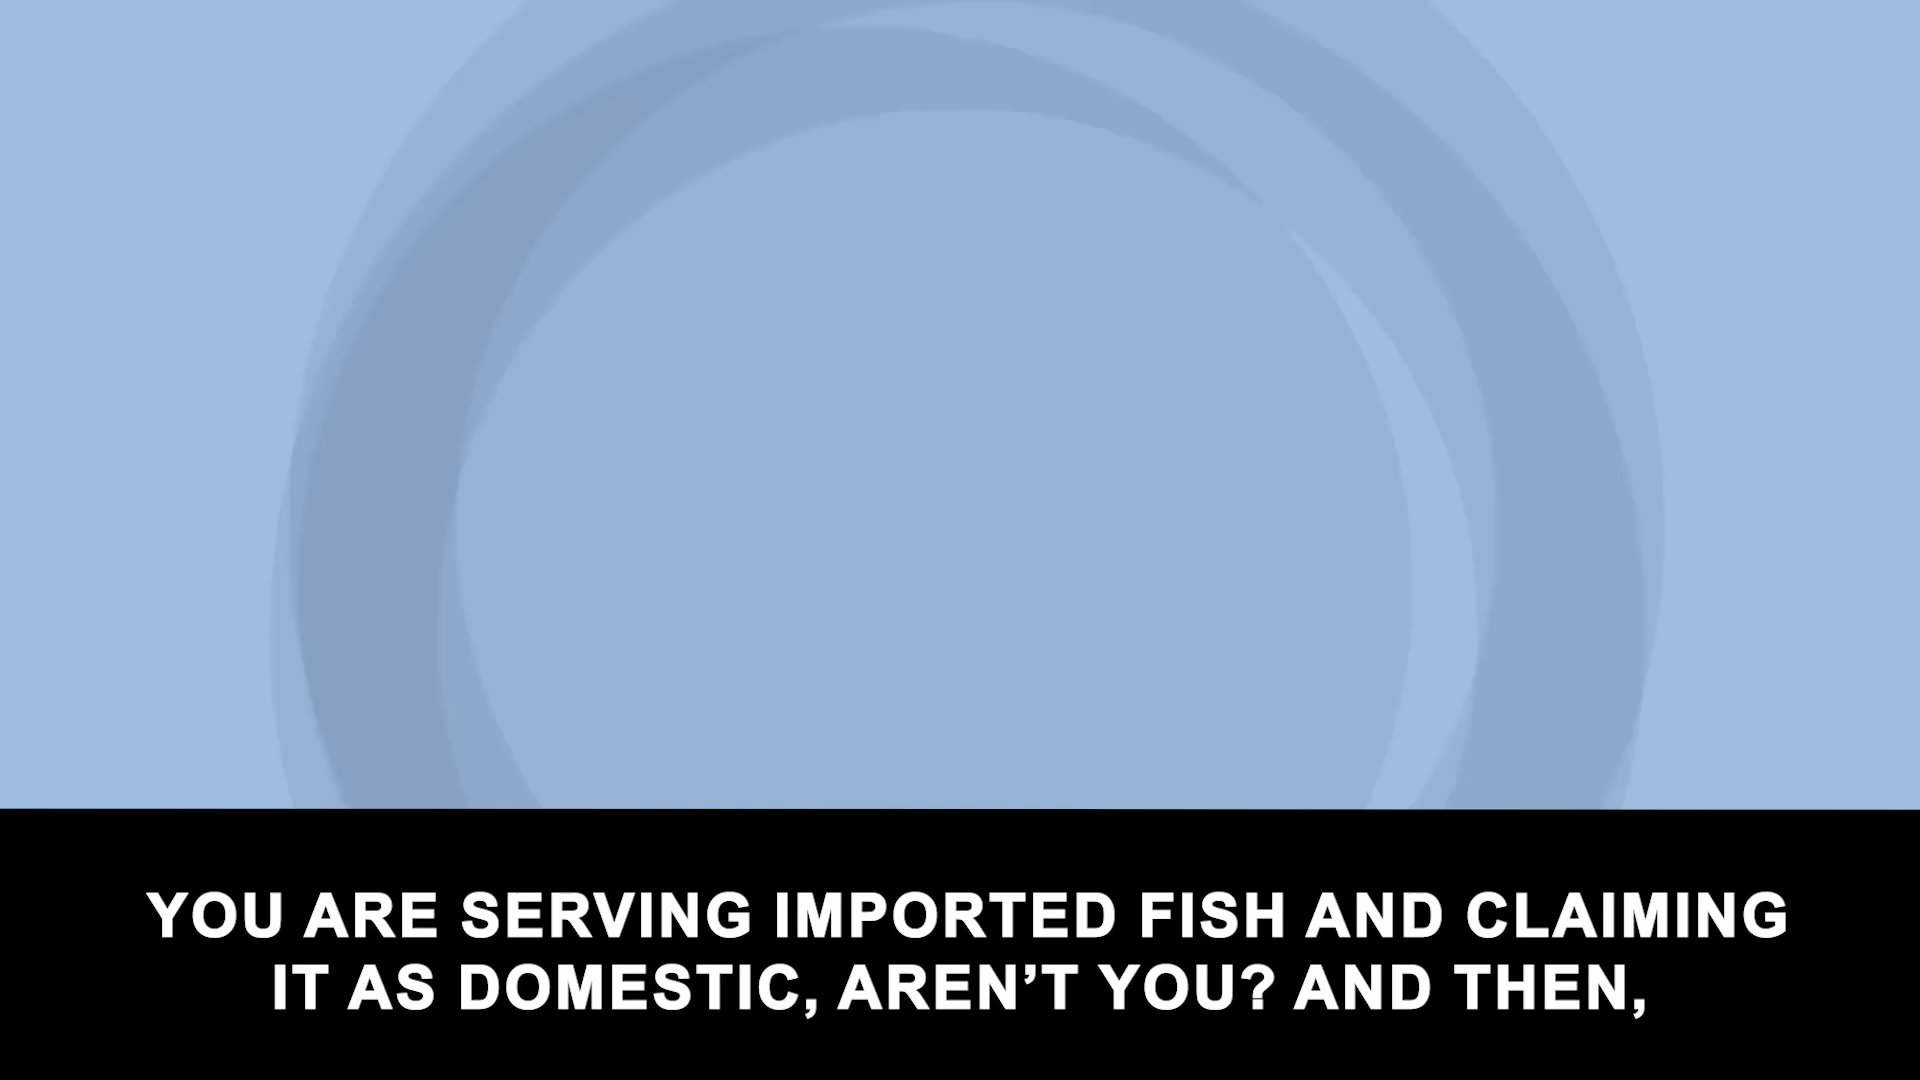 YOU ARE SERVING IMPORTED FISH AND CLAIMING
IT AS DOMESTIC, AREN’T YOU? AND THEN,